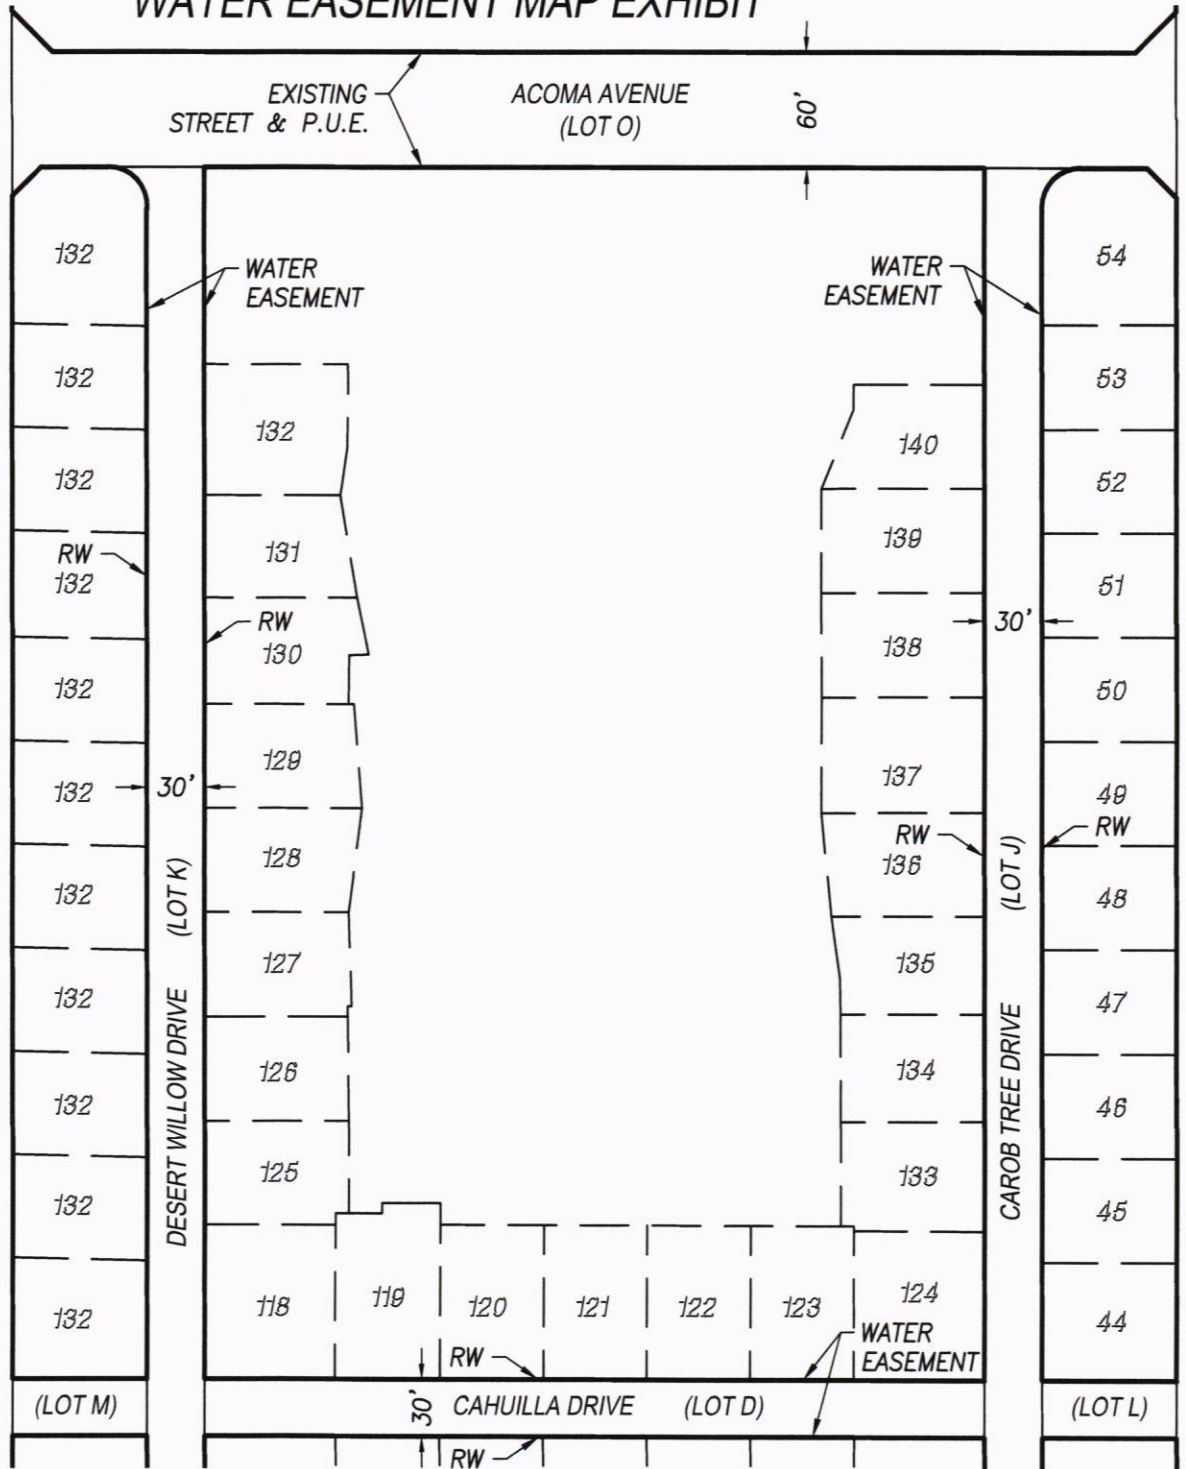 WATER EASEMENT MAP EXHIBIT
EXISTING
STREET & P.U.E.
ACOMA AVENUE
(LOT O)
60'
132
WATER
EASEMENT
WATER
EASEMENT
54
132
53
132
140
132
52
RW
132
131
139
51
RW
130
138
30'
132
50
129
137
132
30'
49
RW
RW
128
136
132
48
(LOT K)
(LOT J)
127
135
132
47
DESERT WILLOW DRIVE
CAROB TREE DRIVE
126
134
132
46
125
133
132
45
118
119
120
121
122
123
124
132
44
RW
WATER
EASEMENT
(LOT M)
30'
CAHUILLA DRIVE
(LOT D)
(LOT L)
RW